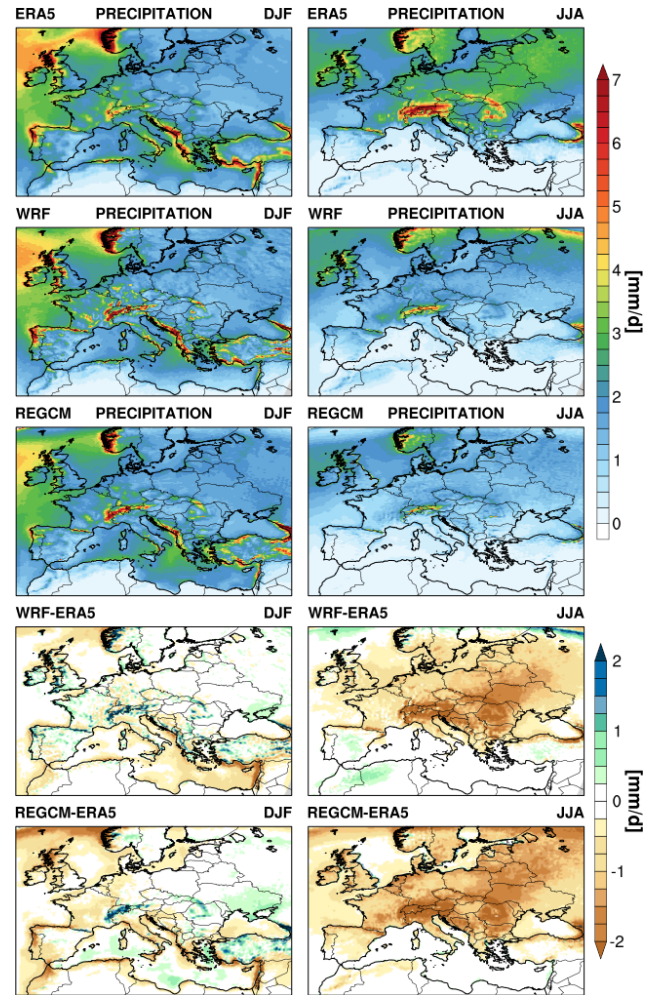 ERA5 PRECIPITATION DJF
ERA5 PRECIPITATION JJA
7
6
5
4
3
2
1
0
[mm/d]
WRF PRECIPITATION DJF
WRF PRECIPITATION JJA
REGCM PRECIPITATION DJF
REGCM PRECIPITATION JJA
WRF-ERA5 DJF
WRF-ERA5 JJA
2
1
0
-1
-2
[mm/d]
REGCM-ERA5 DJF
REGCM-ERA5 JJA